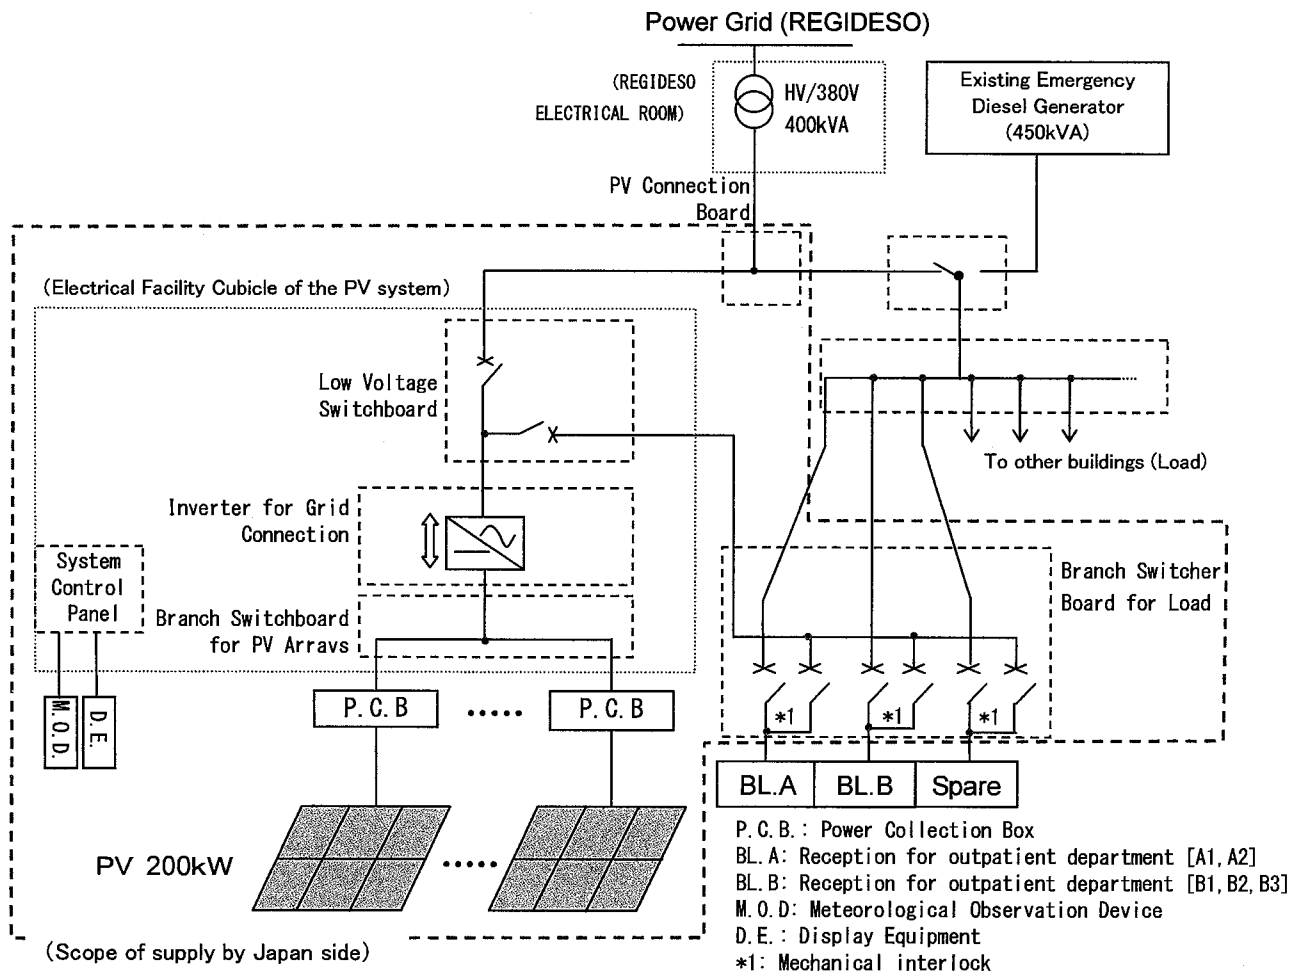 Power Grid (REGIDESO)
(REGIDESO
ELECTRICAL ROOM)
HV/380V
400kVA
Existing Emergency
Diesel Generator
(450kVA)
PV Connection
Board
(Electrical Facility Cubicle of the PV system)
Low Voltage
Switchboard
To other buildings (Load)
Inverter for Grid
Connection
System
Control
Panel
Branch Switchboard
for PV Arravs
Branch Switcher
Board for Load
M.O.D.
D.E.
P.C.B
.....
P.C.B
*1
*1
*1
BL.A
BL.B
Spare
PV 200kW
.....
P.C.B.: Power Collection Box
BL.A: Reception for outpatient department [A1,A2]
BL.B: Reception for outpatient department [B1,B2,B3]
M.O.D: Meteorological Observation Device
D.E.: Display Equipment
*1: Mechanical interlock
(Scope of supply by Japan side)